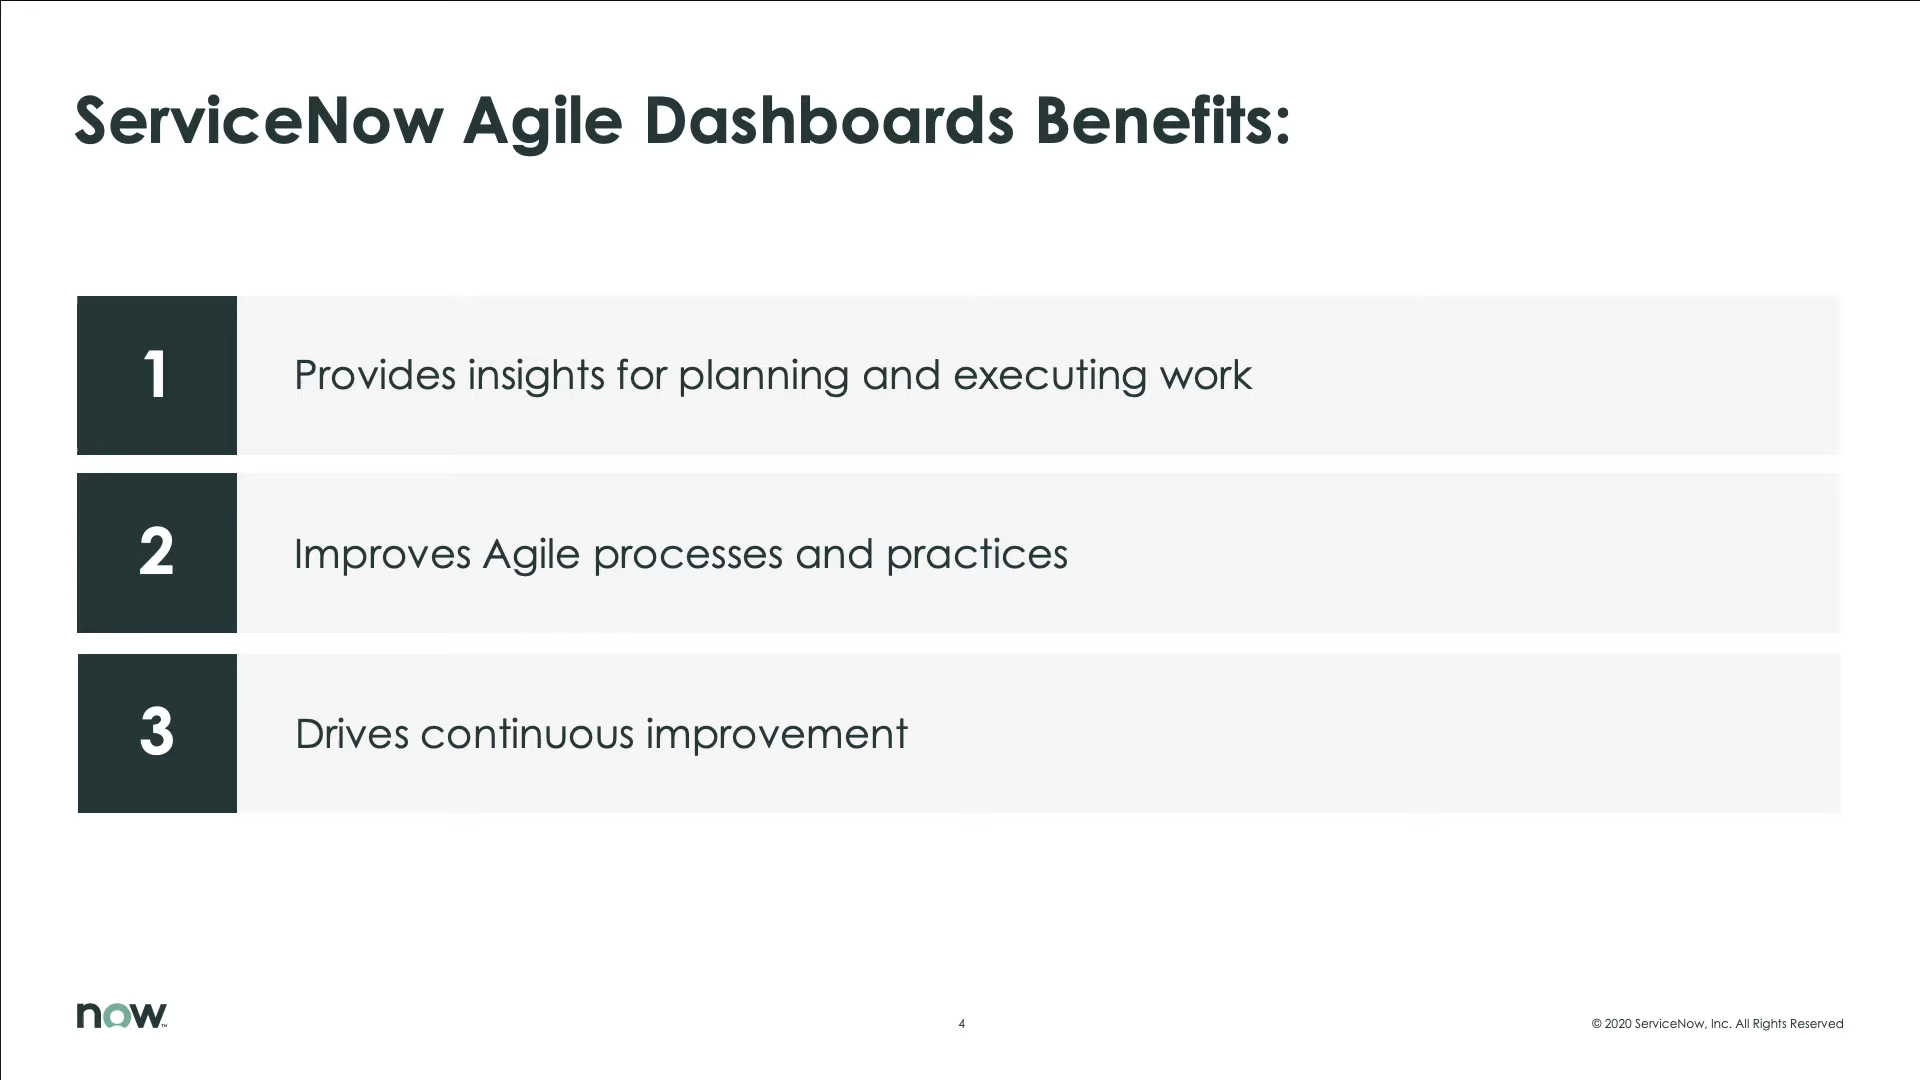 ServiceNow Agile Dashboards Benefits:
1
Provides insights for planning and executing work
2
Improves Agile processes and practices
3
Drives continuous improvement
now™
4
© 2020 ServiceNow, Inc. All Rights Reserved